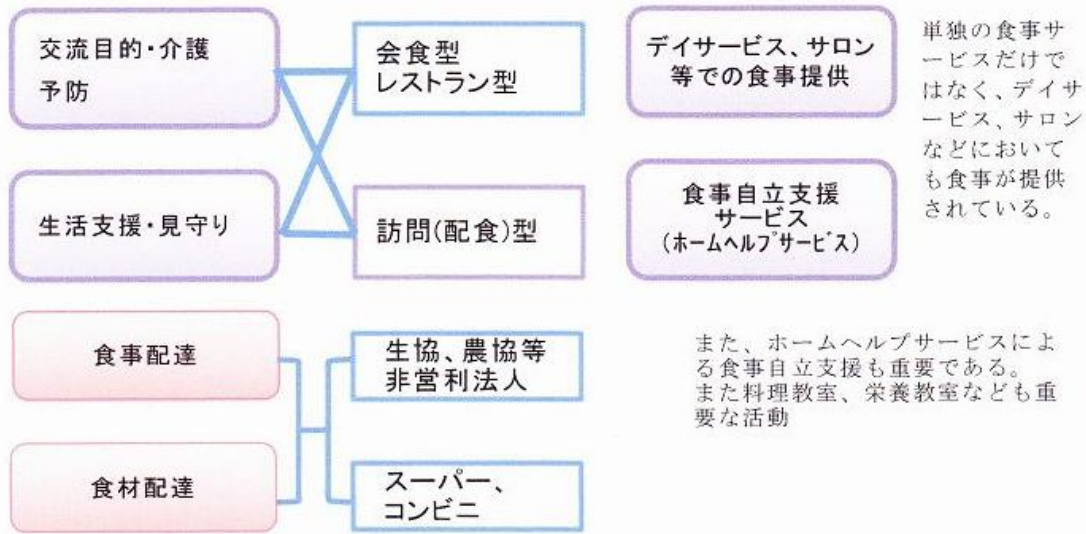 交流目的・介護
予防
会食型
レストラン型
デイサービス、サロン
等での食事提供
単独の食事サ
ービスだけで
はなく、デイサ
ービス、サロン
などにおいて
も食事が提供
されている。
生活支援・見守り
訪問(配食)型
食事自立支援
サービス
(ホームヘルプサービス)
食事配達
生協、農協等
非営利法人
また、ホームヘルプサービスによ
る食事自立支援も重要である。
また料理教室、栄養教室なども重
要な活動
食材配達
スーパー、
コンビニ